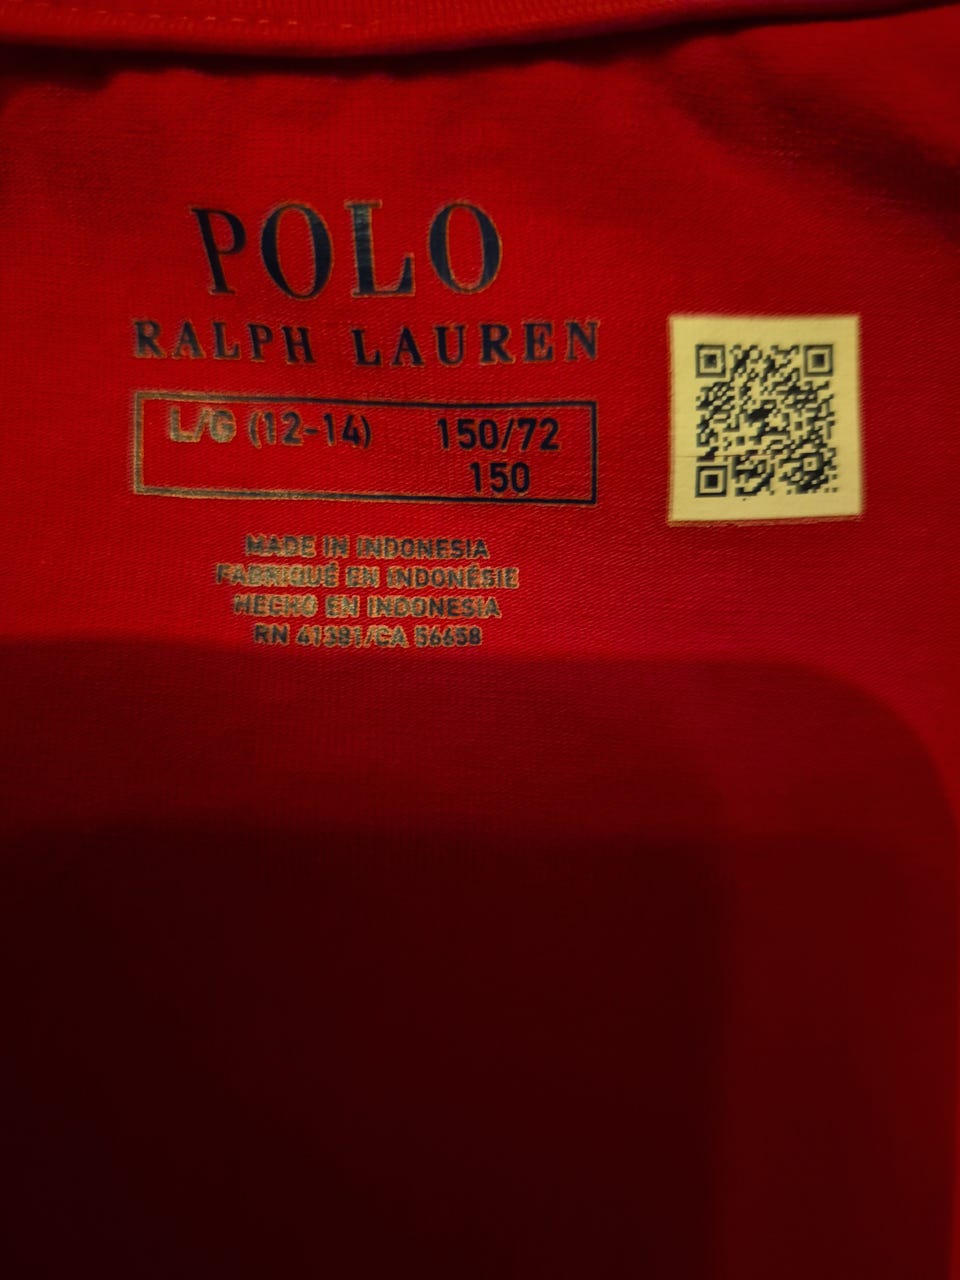 POLO
RALPH LAUREN
L/G (12-14) 150/72
150
MADE IN INDONESIA
FABRIQUÉ EN INDONÉSIE
HECHO EN INDONESIA
RN 41381/CA 56658